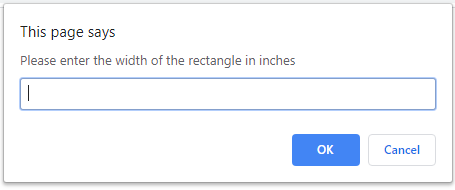 This page says
Please enter the width of the rectangle in inches
OK Cancel